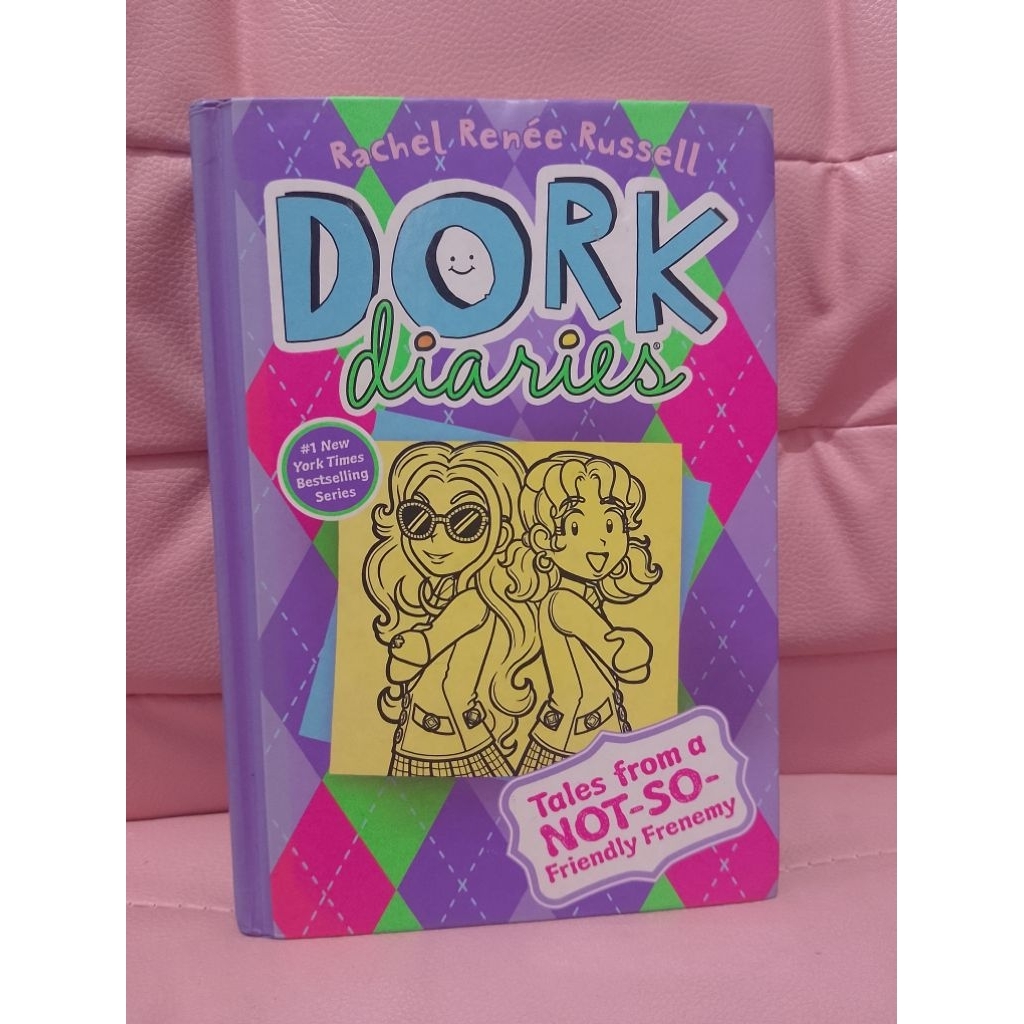 Rachel Renée Russell
DORK
diaries®
#1 New
York Times
Bestselling
Series
Tales from a
NOT-SO-
Friendly Frenemy